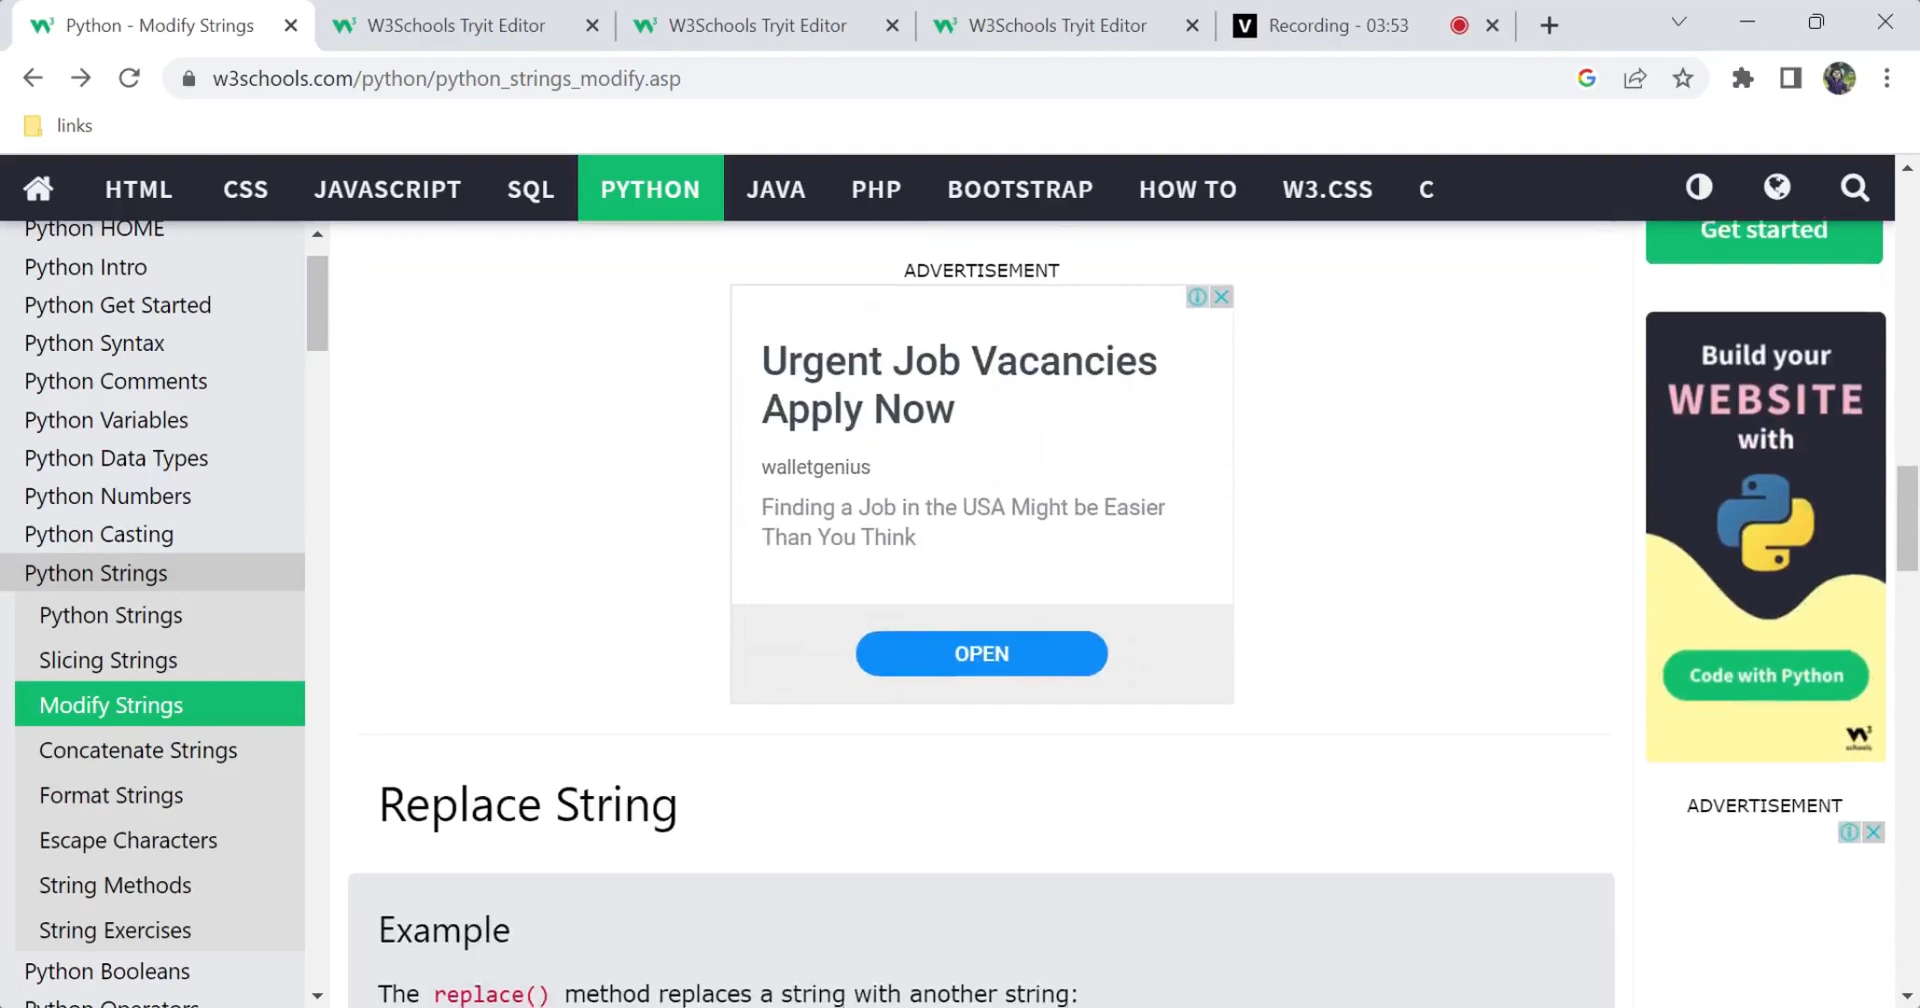 Python - Modify Strings
W3Schools Tryit Editor
W3Schools Tryit Editor
W3Schools Tryit Editor
Recording - 03:53
w3schools.com/python/python_strings_modify.asp
links
HTML CSS JAVASCRIPT SQL PYTHON JAVA PHP BOOTSTRAP HOW TO W3.CSS C
Python HOME
Python Intro
Python Get Started
Python Syntax
Python Comments
Python Variables
Python Data Types
Python Numbers
Python Casting
Python Strings
Python Strings
Slicing Strings
Modify Strings
Concatenate Strings
Format Strings
Escape Characters
String Methods
String Exercises
Python Booleans
Python Operators
ADVERTISEMENT
Urgent Job Vacancies
Apply Now
walletgenius
Finding a Job in the USA Might be Easier
Than You Think
OPEN
Replace String
Example
The replace() method replaces a string with another string:
Get started
Build your
WEBSITE
with
Code with Python
W3
schools
ADVERTISEMENT